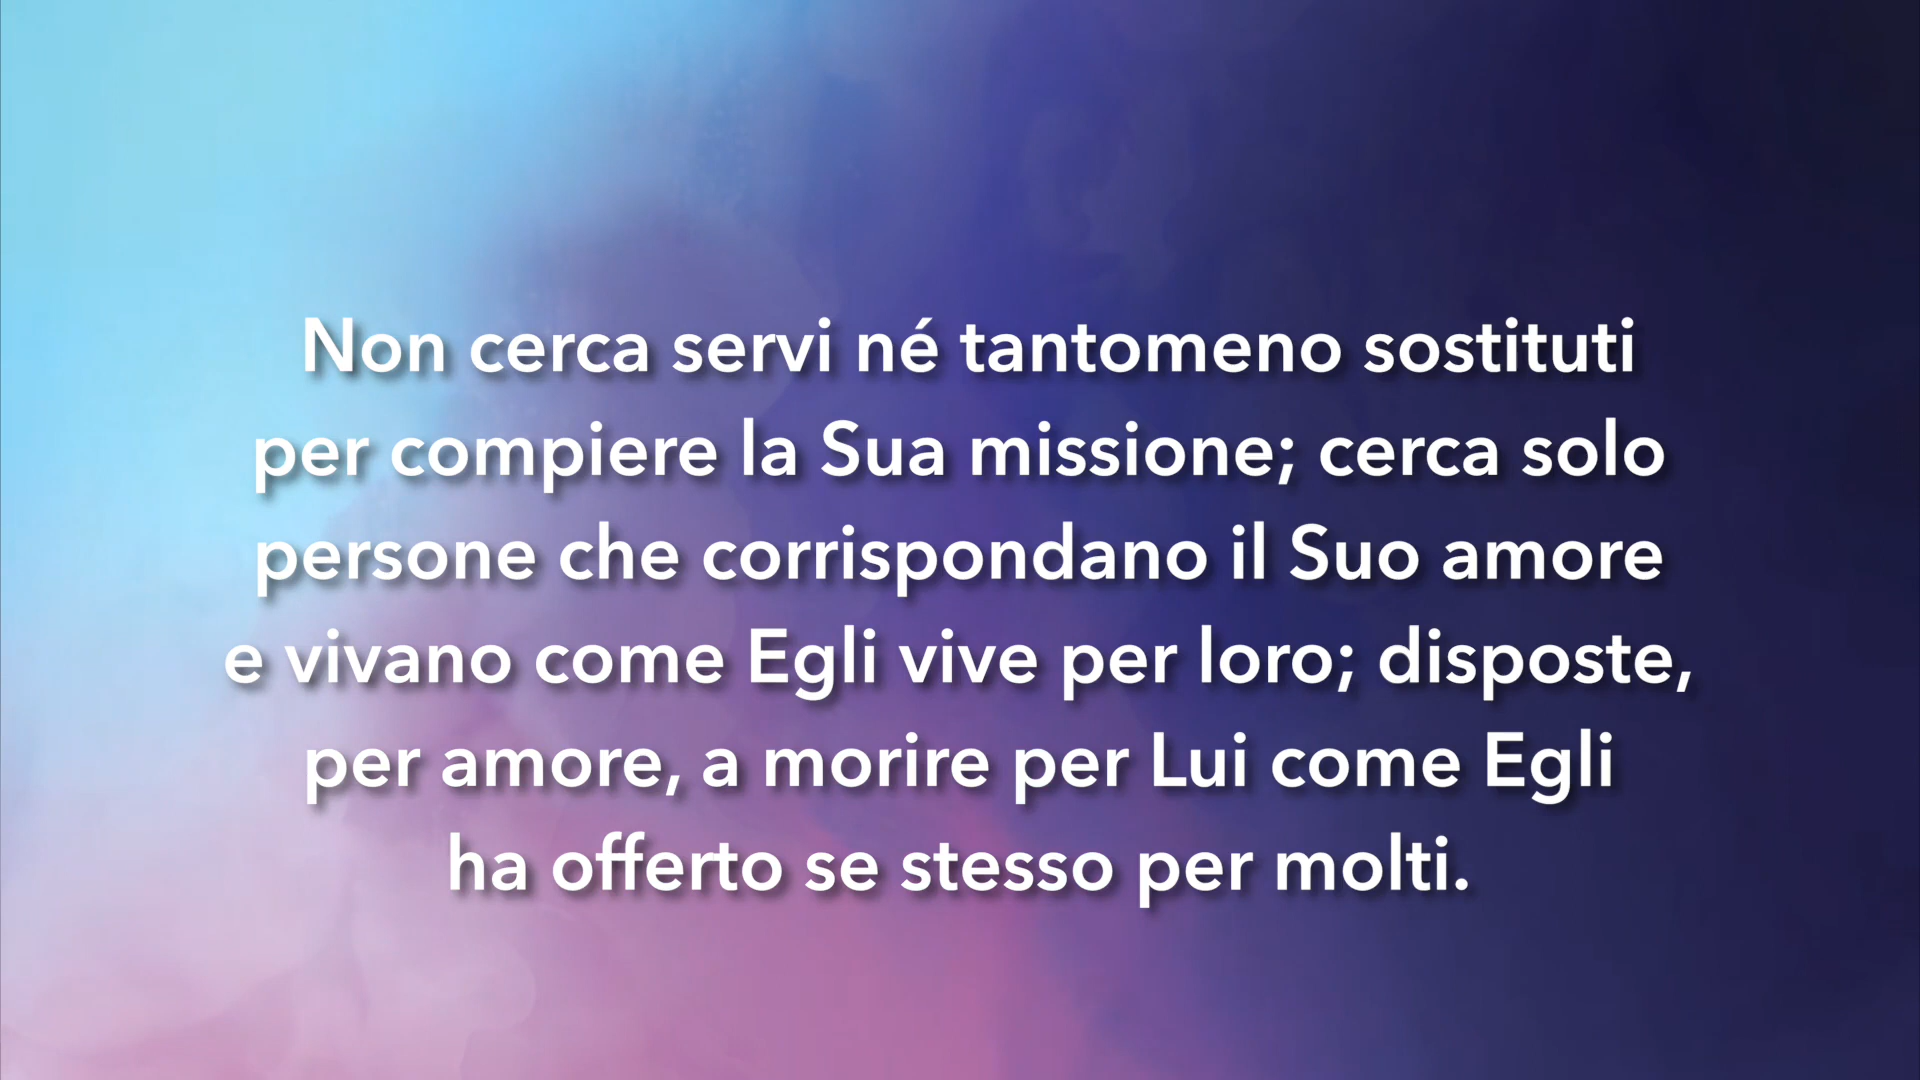 Non cerca servi né tantomeno sostituti
per compiere la Sua missione; cerca solo
persone che corrispondano il Suo amore
e vivano come Egli vive per loro; disposte,
per amore, a morire per Lui come Egli
ha offerto se stesso per molti.